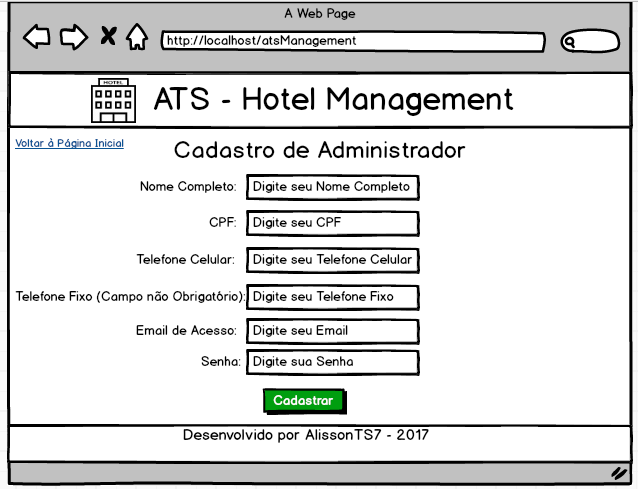 A Web Page
http://localhost/atsManagement
HOTEL
ATS - Hotel Management
Voltar à Página Inicial
Cadastro de Administrador
Nome Completo: Digite seu Nome Completo
CPF: Digite seu CPF
Telefone Celular: Digite seu Telefone Celular
Telefone Fixo (Campo não Obrigatório): Digite seu Telefone Fixo
Email de Acesso: Digite seu Email
Senha: Digite sua Senha
Cadastrar
Desenvolvido por AlissonTS7 - 2017